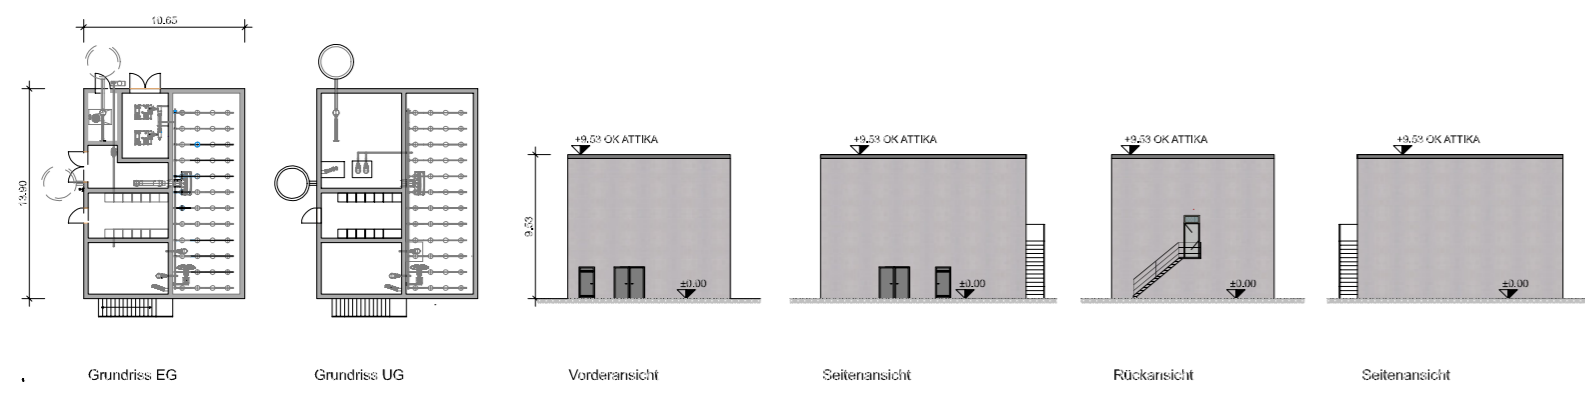 10.65
13.90
+9.53 OK ATTIKA
+9.53 OK ATTIKA
+9.53 OK ATTIKA
+9.53 OK ATTIKA
9.53
±0.00
±0.00
±0.00
±0.00
Grundriss EG
Grundriss UG
Vorderansicht
Seitenansicht
Rückansicht
Seitenansicht